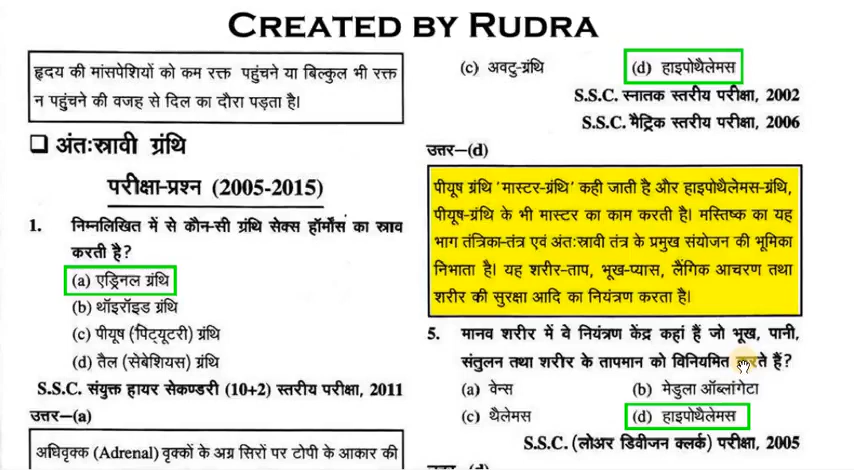 CREATED BY RUDRA
हृदय की मांसपेशियों को कम रक्त पहुंचने या बिल्कुल भी रक्त
न पहुंचने की वजह से दिल का दौरा पड़ता है।
अंतःस्रावी ग्रंथि
परीक्षा-प्रश्न (2005-2015)
1. निम्नलिखित में से कौन-सी ग्रंथि सेक्स हॉर्मोंस का स्राव
करती है?
(a) एड्रिनल ग्रंथि
(b) थॉइरॉइड ग्रंथि
(c) पीयूष (पिट्यूटरी) ग्रंथि
(d) तैल (सेबेशियस) ग्रंथि
S.S.C. संयुक्त हायर सेकण्डरी (10+2) स्तरीय परीक्षा, 2011
उत्तर–(a)
अधिवृक्क (Adrenal) वृक्कों के अग्र सिरों पर टोपी के आकार की
(c) अवटु-ग्रंथि (d) हाइपोथैलेमस
S.S.C. स्नातक स्तरीय परीक्षा, 2002
S.S.C. मैट्रिक स्तरीय परीक्षा, 2006
उत्तर–(d)
पीयूष ग्रंथि 'मास्टर-ग्रंथि' कही जाती है और हाइपोथैलेमस-ग्रंथि,
पीयूष-ग्रंथि के भी मास्टर का काम करती है। मस्तिष्क का यह
भाग तंत्रिका-तंत्र एवं अंतःस्रावी तंत्र के प्रमुख संयोजन की भूमिका
निभाता है। यह शरीर-ताप, भूख-प्यास, लैंगिक आचरण तथा
शरीर की सुरक्षा आदि का नियंत्रण करता है।
5. मानव शरीर में वे नियंत्रण केंद्र कहां हैं जो भूख, पानी,
संतुलन तथा शरीर के तापमान को विनियमित करते हैं?
(a) वेन्स (b) मेडुला ऑब्लांगेटा
(c) थैलेमस (d) हाइपोथैलेमस
S.S.C. (लोअर डिवीजन क्लर्क) परीक्षा, 2005